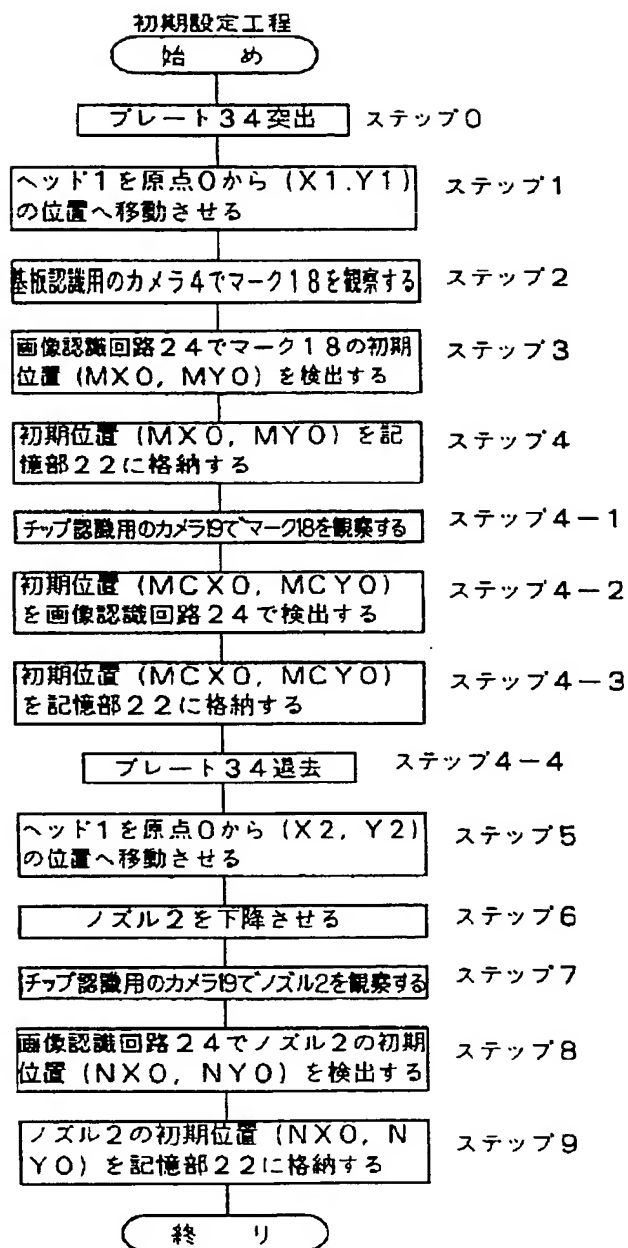 初期設定工程
始 め
プレート34突出 ステップ0
ヘッド1を原点0から(X1.Y1) ステップ1
の位置へ移動させる
基板認識用のカメラ4でマーク18を観察する ステップ2
画像認識回路24でマーク18の初期 ステップ3
位置(MX0, MY0)を検出する
初期位置(MX0, MY0)を記 ステップ4
憶部22に格納する
チップ認識用のカメラ19でマーク18を観察する ステップ4-1
初期位置(MCX0, MCY0) ステップ4-2
を画像認識回路24で検出する
初期位置(MCX0, MCY0) ステップ4-3
を記憶部22に格納する
プレート34退去 ステップ4-4
ヘッド1を原点0から(X2, Y2) ステップ5
の位置へ移動させる
ノズル2を下降させる ステップ6
チップ認識用のカメラ19でノズル2を観察する ステップ7
画像認識回路24でノズル2の初期 ステップ8
位置(NX0, NY0)を検出する
ノズル2の初期位置(NX0, N ステップ9
Y0)を記憶部22に格納する
終 り